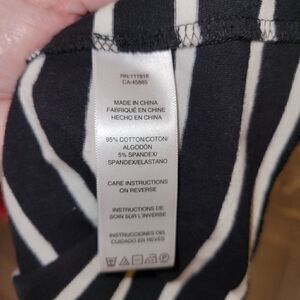 RN:111818
CA:45865
MADE IN CHINA
FABRIQUÉ EN CHINE
HECHO EN CHINA
95% COTTON/COTON/
ALGODÓN
5% SPANDEX/
SPANDEX/ELASTANO
CARE INSTRUCTIONS
ON REVERSE
INSTRUCTIONS DE
SOIN SUR L'INVERSE
INSTRUCCIONES DEL
CUIDADO EN REVÉS